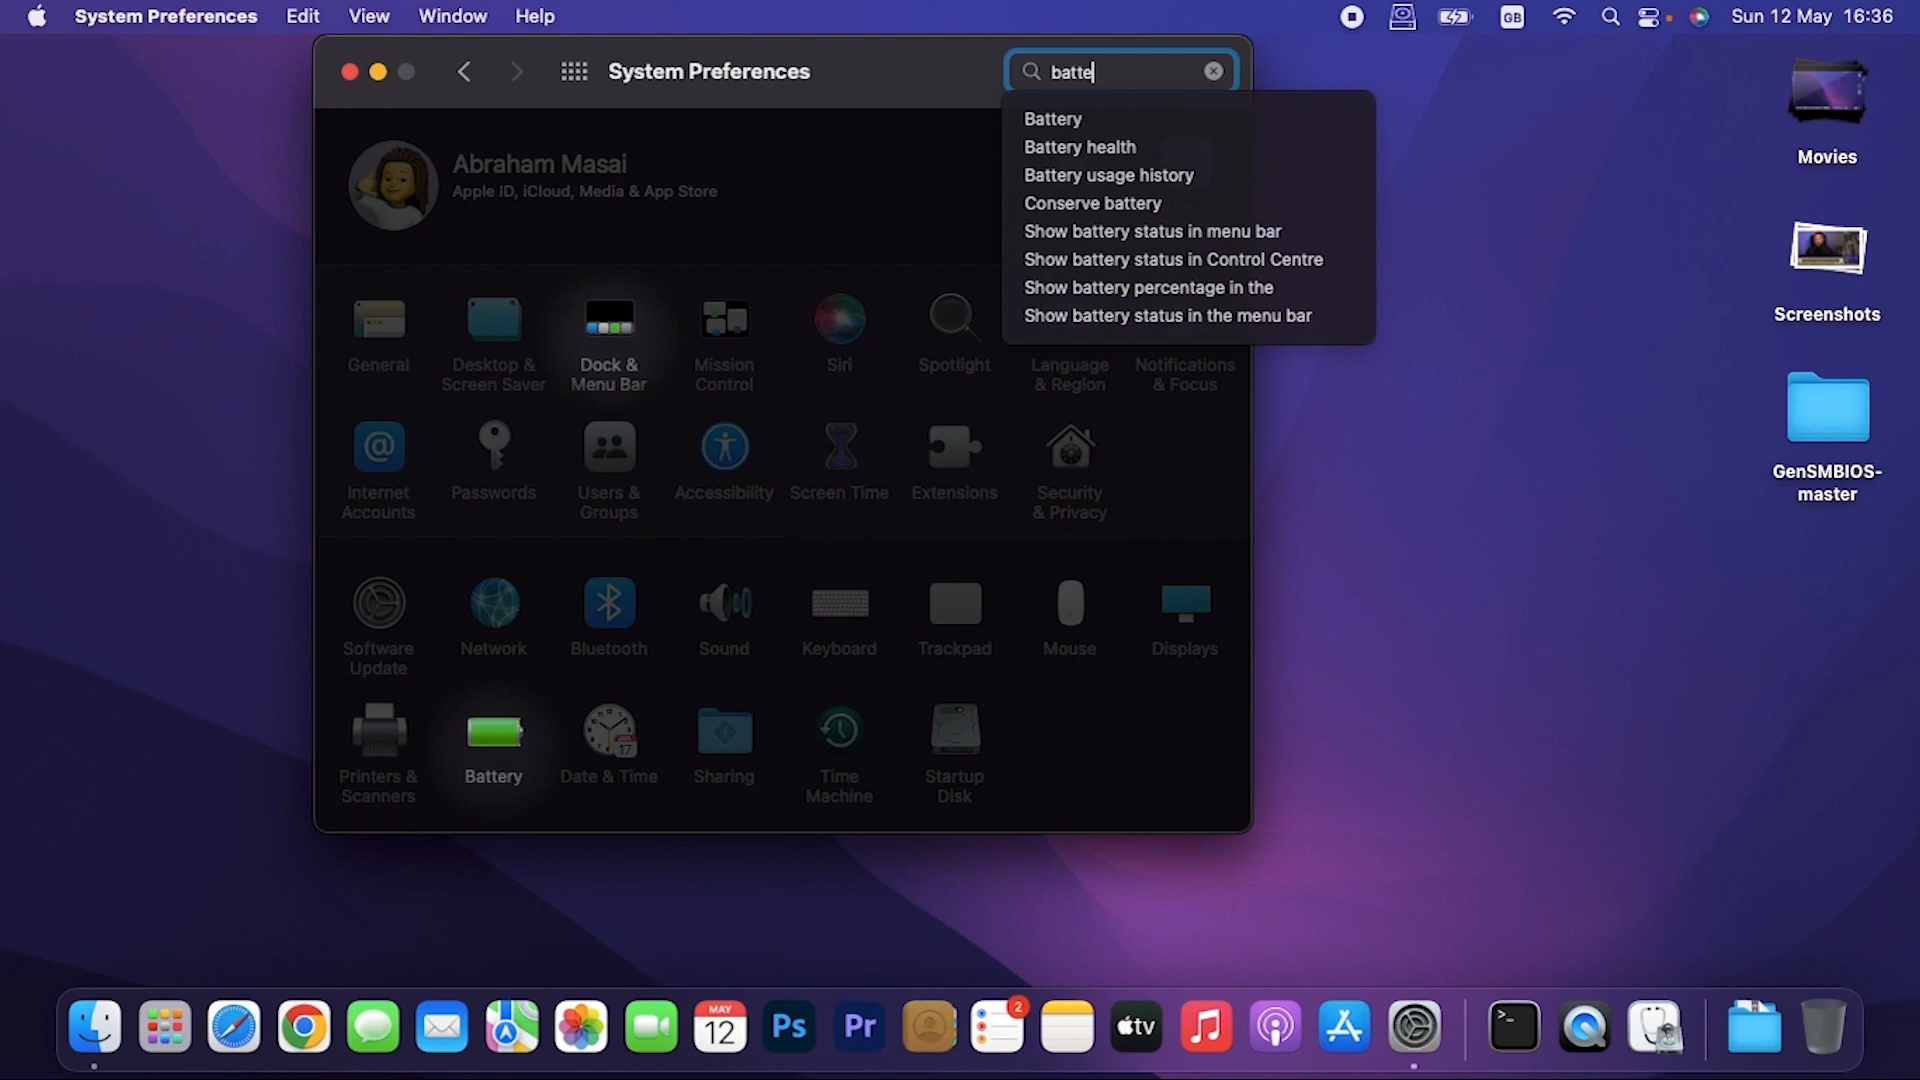 System Preferences Edit View Window Help
GB Sun 12 May 16:36
System Preferences
batte
Battery
Battery health
Battery usage history
Conserve battery
Show battery status in menu bar
Show battery status in Control Centre
Show battery percentage in the
Show battery status in the menu bar
Abraham Masai
Apple ID, iCloud, Media & App Store
General
Desktop &
Screen Saver
Dock &
Menu Bar
Mission
Control
Siri
Spotlight
Language
& Region
Notifications
& Focus
Internet
Accounts
Passwords
Users &
Groups
Accessibility
Screen Time
Extensions
Security
& Privacy
Software
Update
Network
Bluetooth
Sound
Keyboard
Trackpad
Mouse
Displays
Printers &
Scanners
Battery
JUL
17
Date & Time
Sharing
Time
Machine
Startup
Disk
Movies
Screenshots
GenSMBIOS-
master
MAY
12
Ps
Pr
2
tv
>_